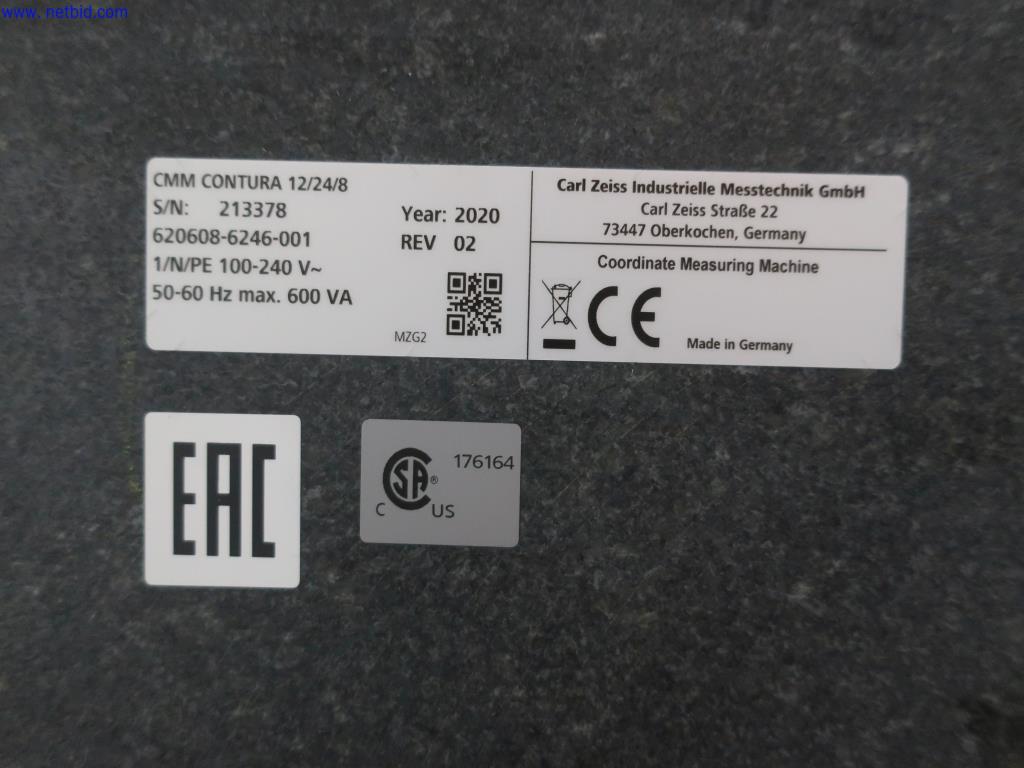 www.netbid.com
CMM CONTURA 12/24/8
S/N: 213378
620608-6246-001
1/N/PE 100-240 V~
50-60 Hz max. 600 VA
Year: 2020
REV 02
MZG2
Carl Zeiss Industrielle Messtechnik GmbH
Carl Zeiss Straße 22
73447 Oberkochen, Germany
Coordinate Measuring Machine
CE
Made in Germany
EAC
CSA® 176164
C US